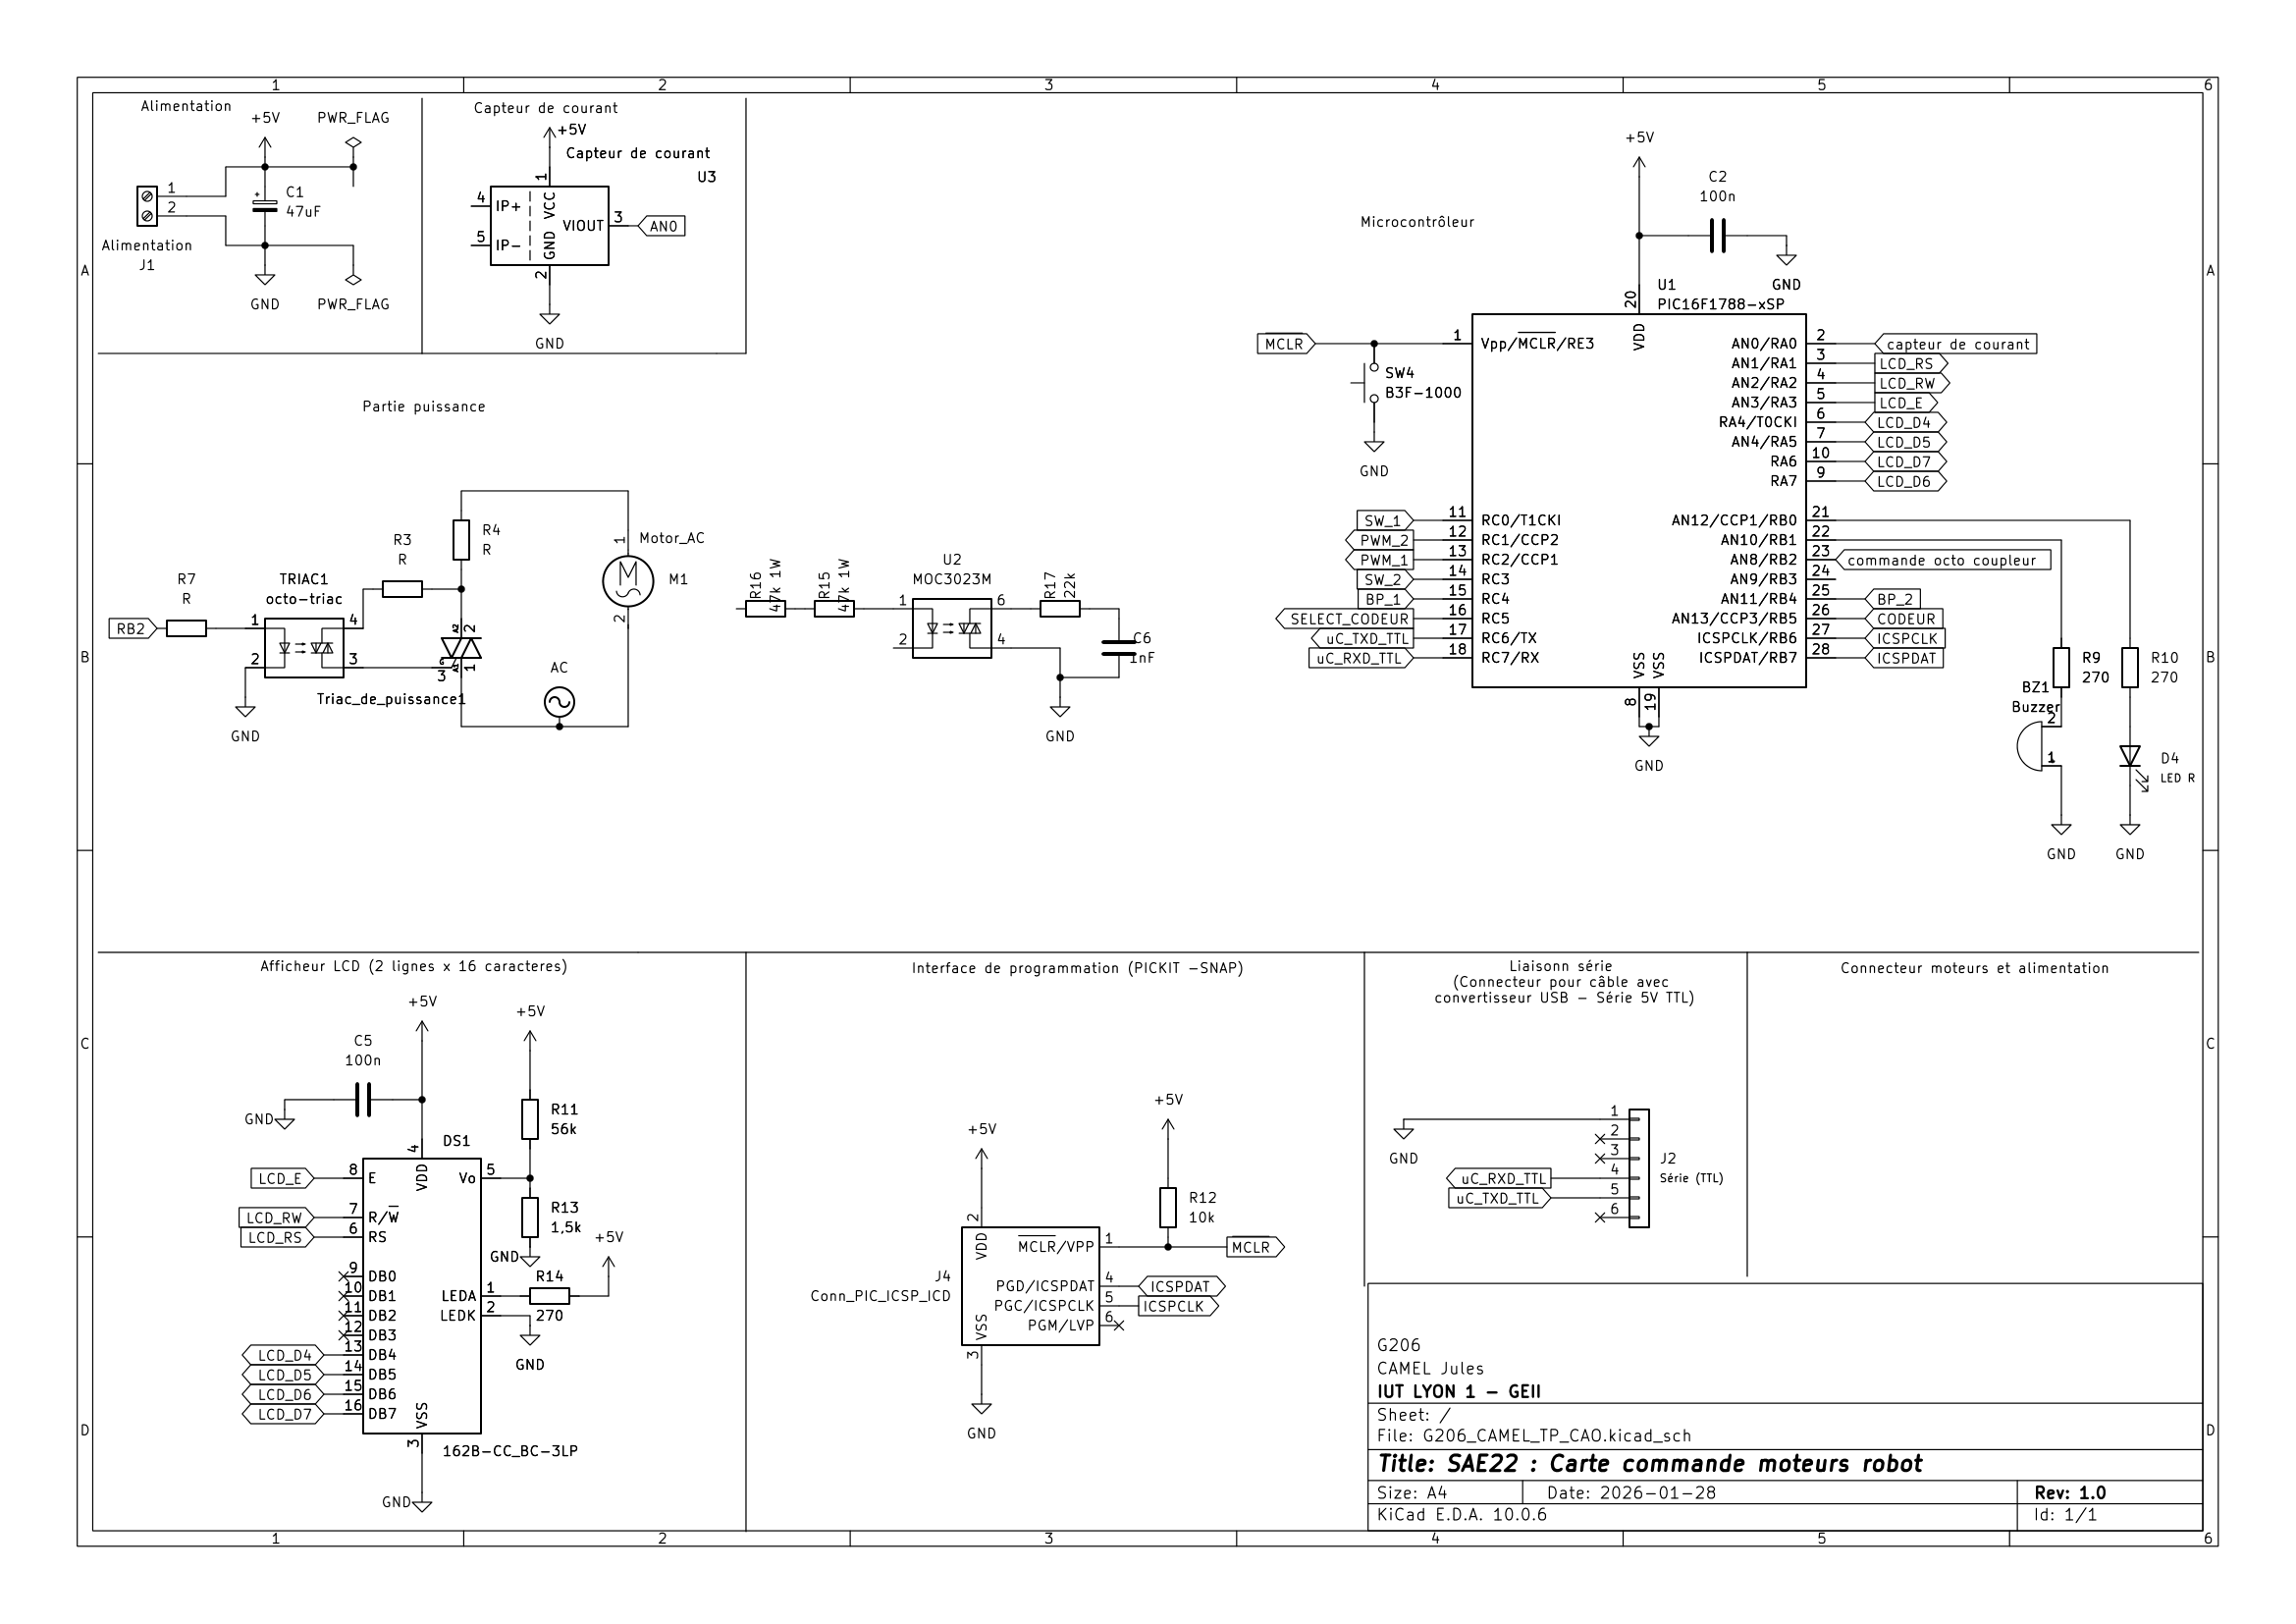 1 2 3 4 5 6
A
B
C
D
A
B
C
D
Alimentation
+5V
PWR_FLAG
1
2
C1
47uF
Alimentation
J1
GND
PWR_FLAG
Capteur de courant
+5V
Capteur de courant
U3
1
4
IP+
VCC
VIOUT
3
AN0
5
IP-
GND
2
GND
Partie puissance
R7
R
RB2
TRIAC1
octo-triac
1
2
4
3
GND
R3
R
R4
R
A2
2
G
3
A1
1
Triac_de_puissance1
AC
Motor_AC
1
M
M1
2
R16
47k 1W
R15
47k 1W
U2
MOC3023M
1
2
6
4
R17
22k
C6
1nF
GND
Microcontrôleur
+5V
C2
100n
GND
U1
PIC16F1788-xSP
20
VDD
MCLR
1
Vpp/MCLR/RE3
SW4
B3F-1000
GND
AN0/RA0
2
capteur de courant
AN1/RA1
3
LCD_RS
AN2/RA2
4
LCD_RW
AN3/RA3
5
LCD_E
RA4/T0CKI
6
LCD_D4
AN4/RA5
7
LCD_D5
RA6
10
LCD_D7
RA7
9
LCD_D6
SW_1
11
RC0/T1CKI
PWM_2
12
RC1/CCP2
PWM_1
13
RC2/CCP1
SW_2
14
RC3
BP_1
15
RC4
SELECT_CODEUR
16
RC5
uC_TXD_TTL
17
RC6/TX
uC_RXD_TTL
18
RC7/RX
AN12/CCP1/RB0
21
AN10/RB1
22
AN8/RB2
23
commande octo coupleur
AN9/RB3
24
AN11/RB4
25
BP_2
AN13/CCP3/RB5
26
CODEUR
ICSPCLK/RB6
27
ICSPCLK
ICSPDAT/RB7
28
ICSPDAT
VSS
VSS
8
19
GND
R9
270
R10
270
BZ1
Buzzer
2
1
D4
LED R
GND
GND
Afficheur LCD (2 lignes x 16 caracteres)
+5V
+5V
C5
100n
GND
R11
56k
DS1
4
VDD
LCD_E
8
E
Vo
5
LCD_RW
7
R/W
LCD_RS
6
RS
R13
1,5k
GND
+5V
9
DB0
10
DB1
11
DB2
12
DB3
LEDA
1
R14
270
LEDK
2
GND
LCD_D4
13
DB4
LCD_D5
14
DB5
LCD_D6
15
DB6
LCD_D7
16
DB7
VSS
3
162B-CC_BC-3LP
GND
Interface de programmation (PICKIT -SNAP)
+5V
+5V
R12
10k
2
VDD
MCLR/VPP
1
MCLR
J4
Conn_PIC_ICSP_ICD
PGD/ICSPDAT
4
ICSPDAT
PGC/ICSPCLK
5
ICSPCLK
PGM/LVP
6
VSS
3
GND
Liaisonn série
(Connecteur pour câble avec
convertisseur USB - Série 5V TTL)
GND
1
2
3
uC_RXD_TTL
4
uC_TXD_TTL
5
6
J2
Série (TTL)
Connecteur moteurs et alimentation
G206
CAMEL Jules
IUT LYON 1 - GEII
Sheet: /
File: G206_CAMEL_TP_CAO.kicad_sch
Title: SAE22 : Carte commande moteurs robot
Size: A4
Date: 2026-01-28
Rev: 1.0
KiCad E.D.A. 10.0.6
Id: 1/1
1 2 3 4 5 6